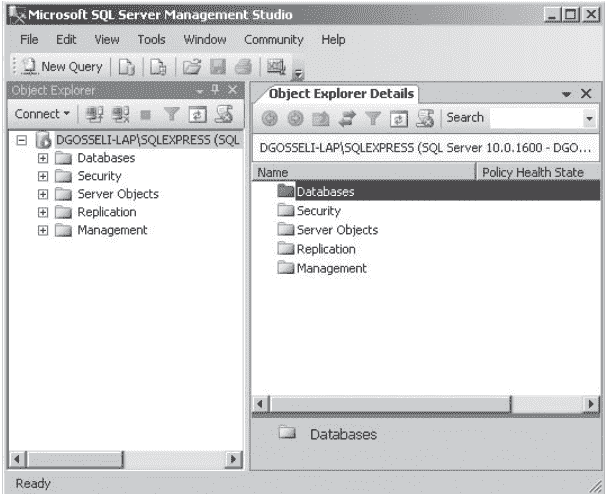 Microsoft SQL Server Management Studio
File Edit View Tools Window Community Help
New Query
Object Explorer
Connect
DGOSSELI-LAP\SQLEXPRESS (SQL
Databases
Security
Server Objects
Replication
Management
Object Explorer Details
Search
DGOSSELI-LAP\SQLEXPRESS (SQL Server 10.0.1600 - DGO...
Name Policy Health State
Databases
Security
Server Objects
Replication
Management
Databases
Ready